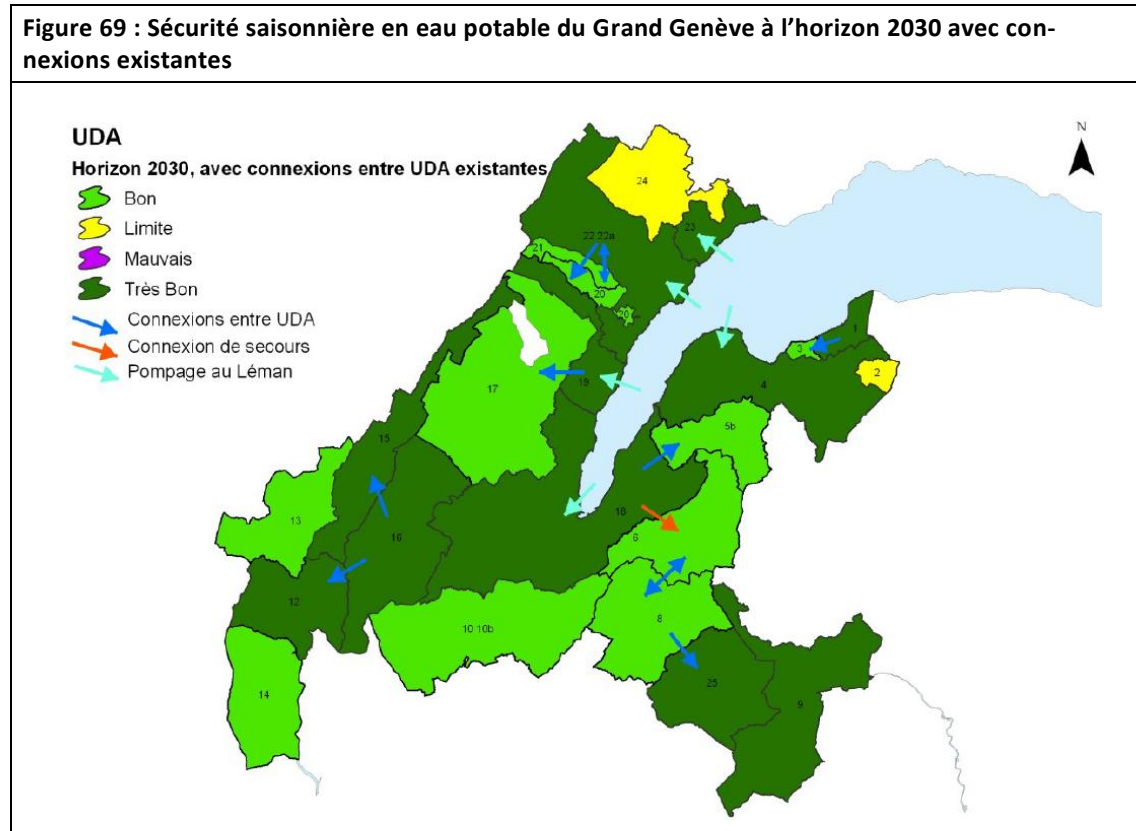 Figure 69 : Sécurité saisonnière en eau potable du Grand Genève à l’horizon 2030 avec con-
nexions existantes
UDA
Horizon 2030, avec connexions entre UDA existantes
Bon
Limite
Mauvais
Très Bon
Connexions entre UDA
Connexion de secours
Pompage au Léman
N
24
23
22 22a
21
20
20
1
3
2
4
19
17
5b
15
18
13
16
6
12
10 10b
8
14
25
9